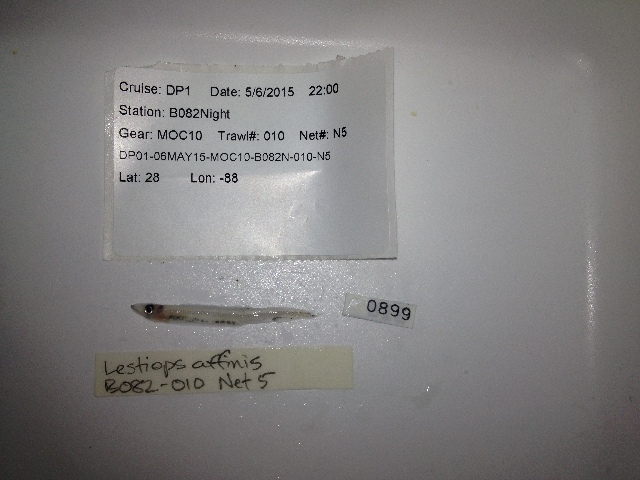 Cruise: DP1 Date: 5/6/2015 22:00
Station: B082Night
Gear: MOC10 Trawl#: 010 Net#: N5
DP01-06MAY15-MOC10-B082N-010-N5
Lat: 28 Lon: -88
0899
Lestiops affinis
B082-010 Net 5